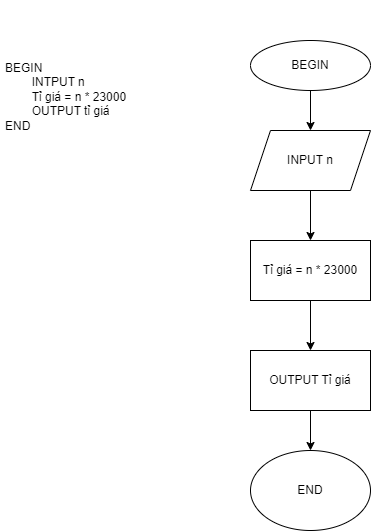 BEGIN
INTPUT n
Tỉ giá = n * 23000
OUTPUT tỉ giá
END
BEGIN
INPUT n
Tỉ giá = n * 23000
OUTPUT Tỉ giá
END